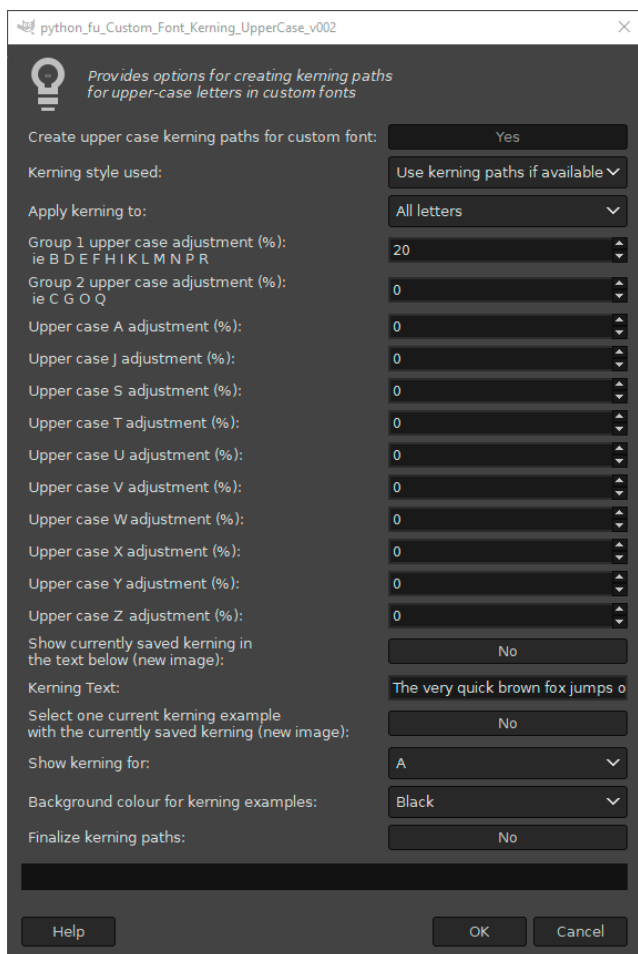 python_fu_Custom_Font_Kerning_UpperCase_v002
Provides options for creating kerning paths
for upper-case letters in custom fonts
Create upper case kerning paths for custom font: Yes
Kerning style used: Use kerning paths if available
Apply kerning to: All letters
Group 1 upper case adjustment (%): 20
ie B D E F H I K L M N P R
Group 2 upper case adjustment (%): 0
ie C G O Q
Upper case A adjustment (%): 0
Upper case J adjustment (%): 0
Upper case S adjustment (%): 0
Upper case T adjustment (%): 0
Upper case U adjustment (%): 0
Upper case V adjustment (%): 0
Upper case W adjustment (%): 0
Upper case X adjustment (%): 0
Upper case Y adjustment (%): 0
Upper case Z adjustment (%): 0
Show currently saved kerning in
the text below (new image): No
Kerning Text: The very quick brown fox jumps o
Select one current kerning example
with the currently saved kerning (new image): No
Show kerning for: A
Background colour for kerning examples: Black
Finalize kerning paths: No
Help OK Cancel